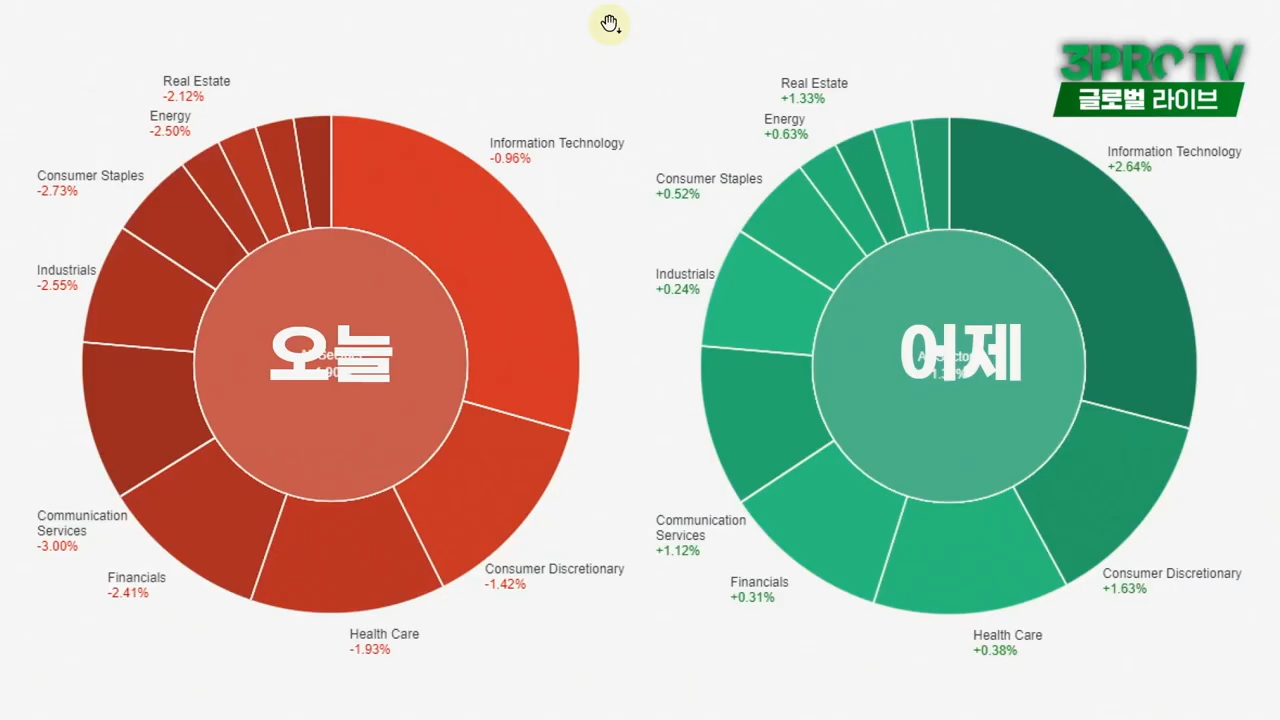 3PRO TV
글로벌 라이브
Real Estate
-2.12%
Energy
-2.50%
Consumer Staples
-2.73%
Industrials
-2.55%
Communication
Services
-3.00%
Financials
-2.41%
Health Care
-1.93%
Consumer Discretionary
-1.42%
Information Technology
-0.96%
오늘
Real Estate
+1.33%
Energy
+0.63%
Consumer Staples
+0.52%
Industrials
+0.24%
Communication
Services
+1.12%
Financials
+0.31%
Health Care
+0.38%
Consumer Discretionary
+1.63%
Information Technology
+2.64%
어제